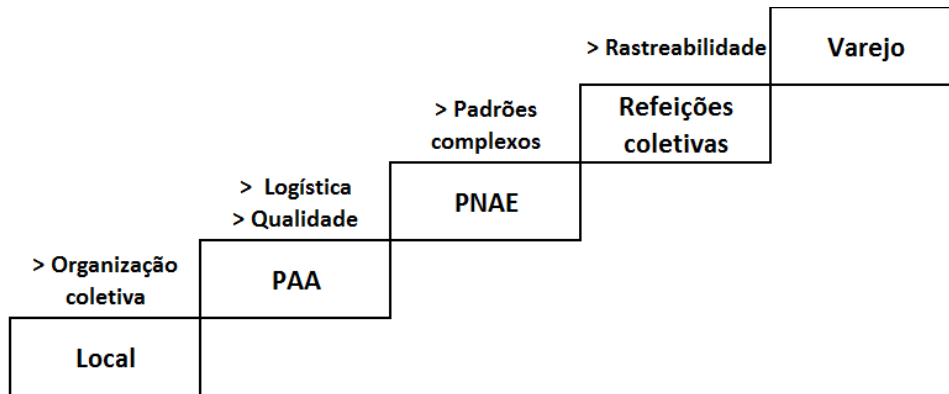 > Rastreabilidade
Varejo
> Padrões
complexos
Refeições
coletivas
> Logística
> Qualidade
PNAE
> Organização
coletiva
PAA
Local